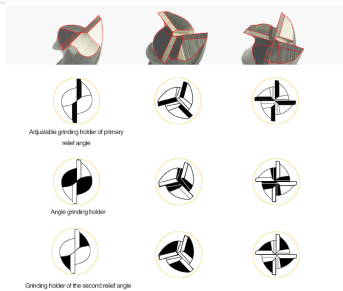 Adjustable grinding holder of primary
relief angle
Angle grinding holder
Grinding holder of the second relief angle